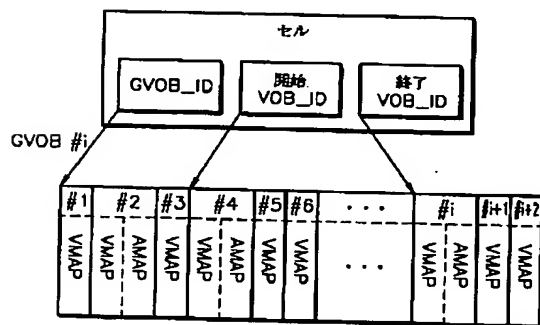 セル
GVOB_ID
開始
VOB_ID
終了
VOB_ID
GVOB #i
#1 #2 #3 #4 #5 #6 ・・・ #i #i+1 #i+2
VMAP VMAP AMAP VMAP VMAP AMAP VMAP VMAP ・・・ VMAP AMAP VMAP VMAP